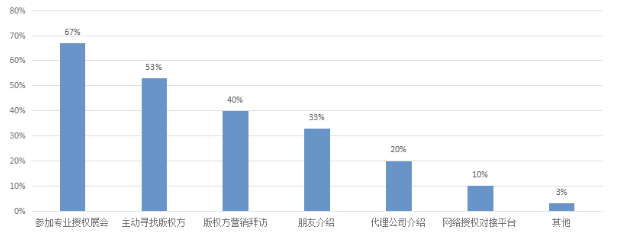 80%
70%
60%
50%
40%
30%
20%
10%
0%
67%
53%
40%
33%
20%
10%
3%
参加专业授权展会
主动寻找版权方
版权方营销拜访
朋友介绍
代理公司介绍
网络授权对接平台
其他